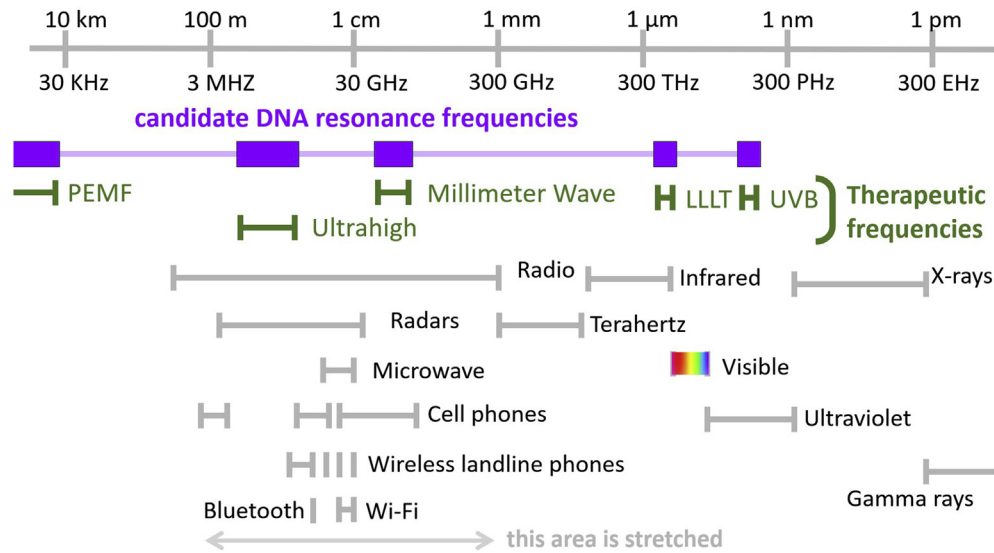 10 km 100 m 1 cm 1 mm 1 µm 1 nm 1 pm
30 KHz 3 MHZ 30 GHz 300 GHz 300 THz 300 PHz 300 EHz
candidate DNA resonance frequencies
PEMF Millimeter Wave LLLT UVB Therapeutic
Ultrahigh frequencies
Radio Infrared X-rays
Radars Terahertz
Microwave Visible
Cell phones Ultraviolet
Wireless landline phones
Gamma rays
Bluetooth Wi-Fi
this area is stretched